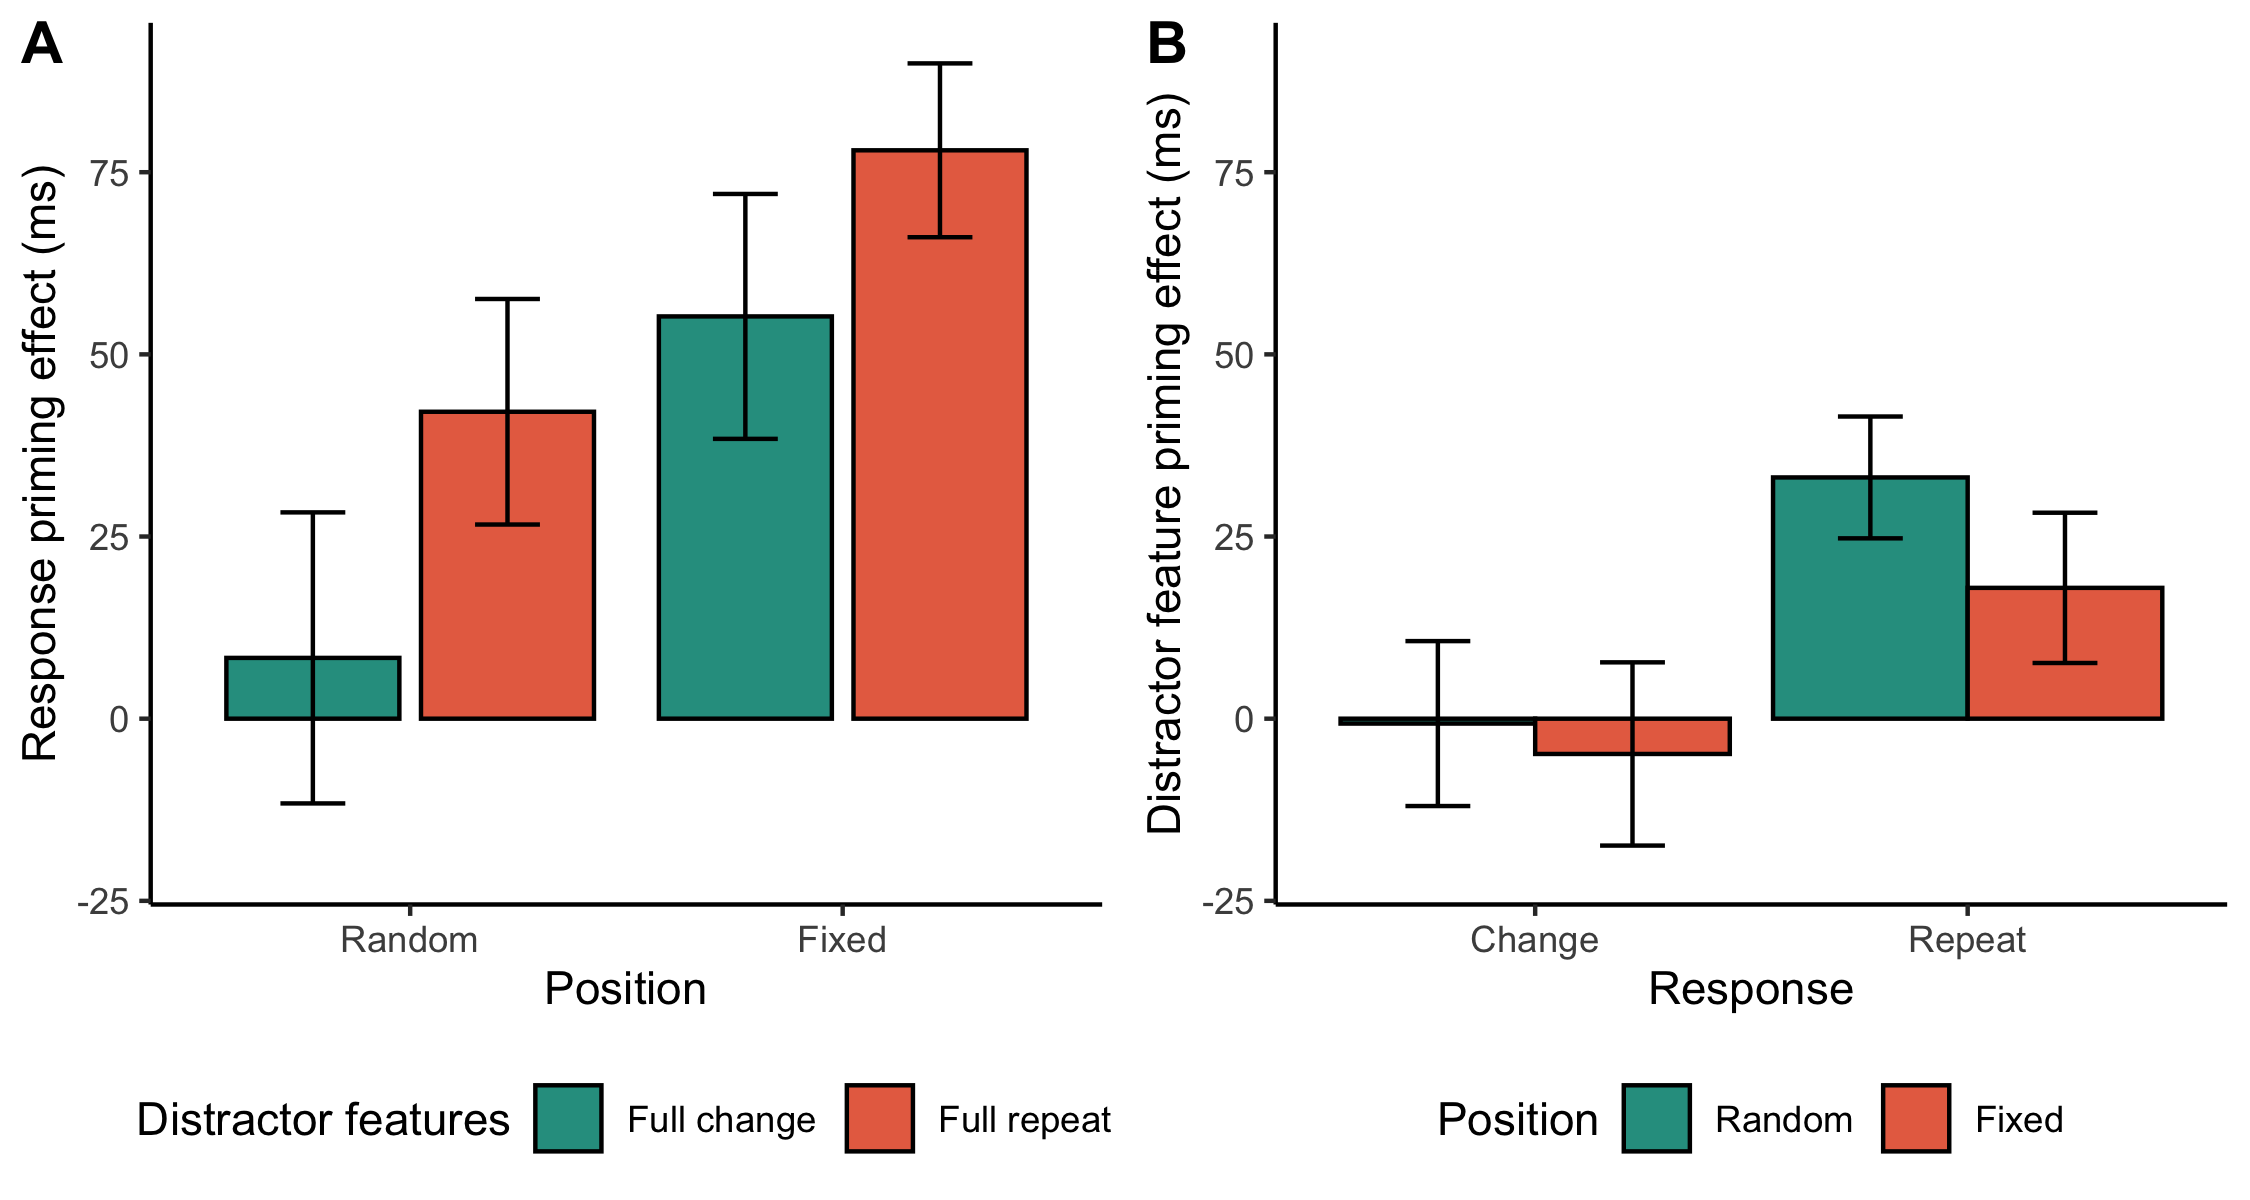 A
Response priming effect (ms)
75
50
25
0
-25
Random Fixed
Position
Distractor features Full change Full repeat
B
Distractor feature priming effect (ms)
75
50
25
0
-25
Change Repeat
Response
Position Random Fixed